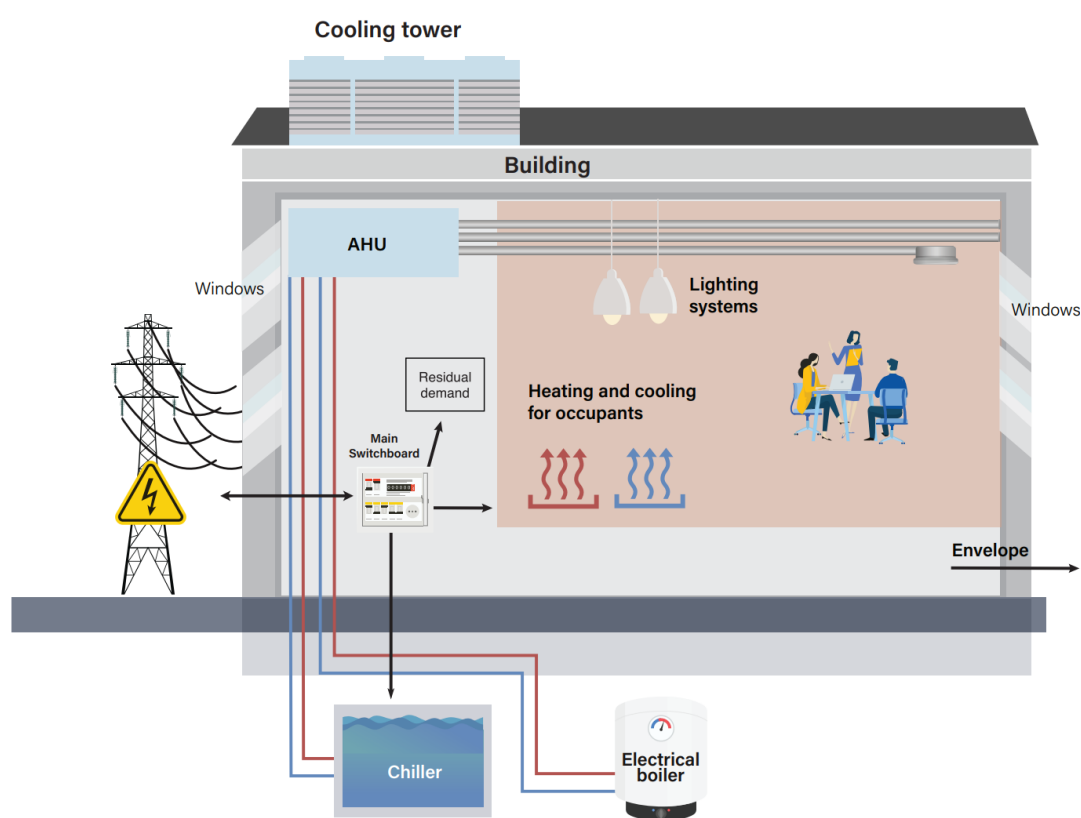 Cooling tower
Building
AHU
Windows
Lighting
systems
Windows
Residual
demand
Heating and cooling
for occupants
Main
Switchboard
Envelope
Chiller
Electrical
boiler